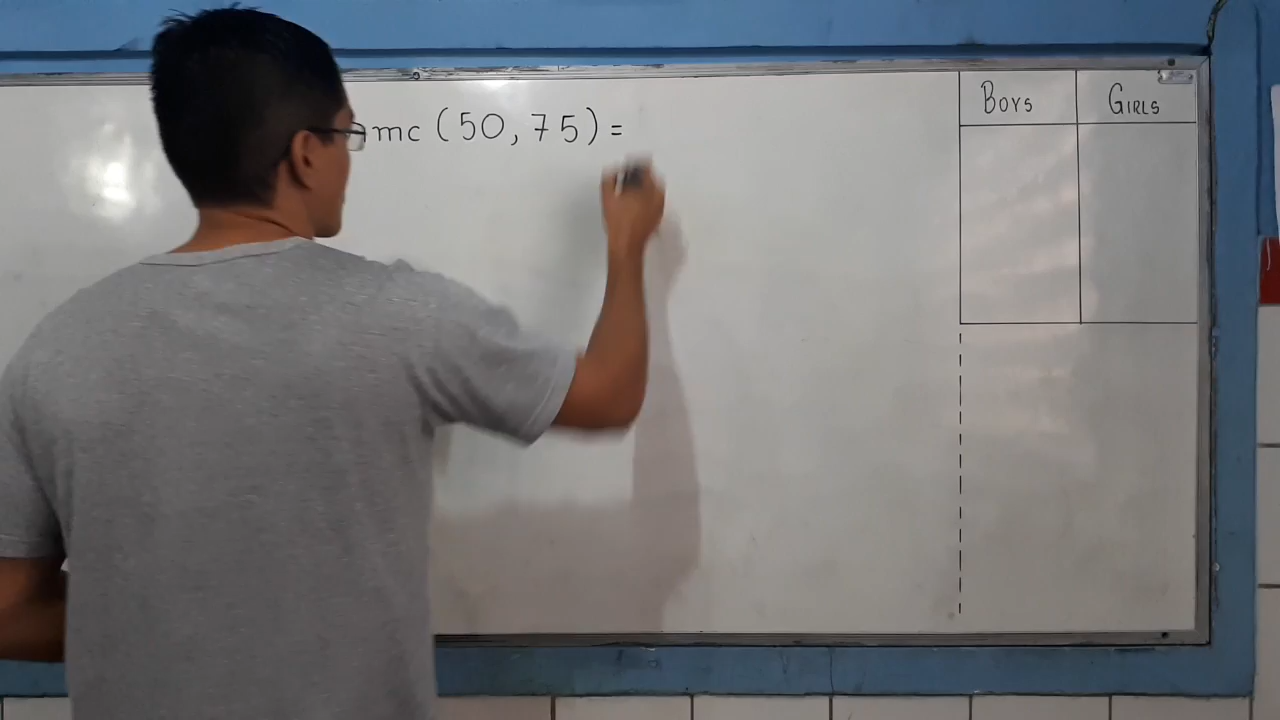 mc (50, 75) =
BOYS
GIRLS